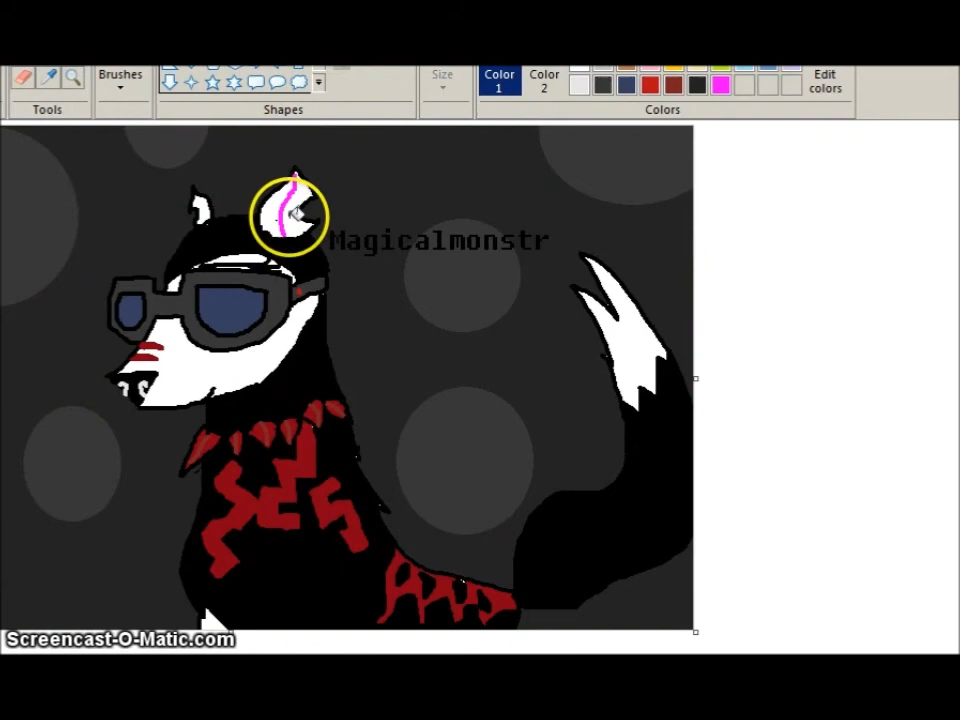 Brushes
Size
Color 1
Color 2
Edit colors
Tools
Shapes
Colors
Magicalmonstr
Screencast-O-Matic.com